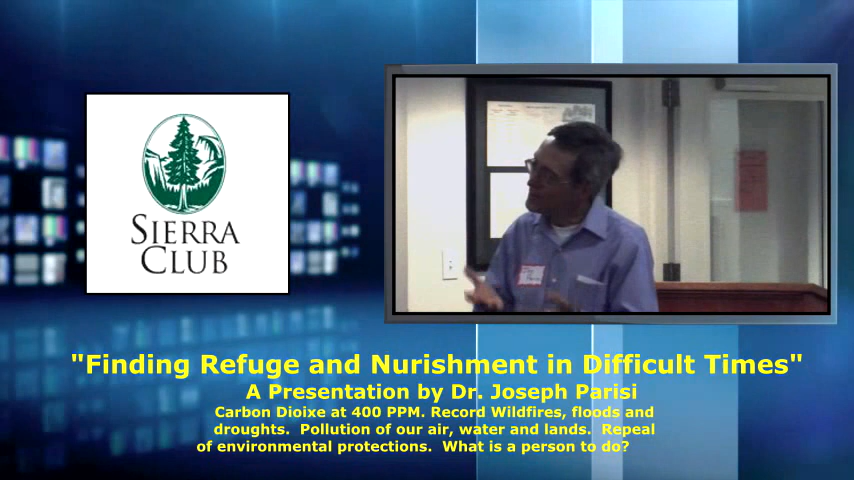 SIERRA
CLUB
"Finding Refuge and Nurishment in Difficult Times"
A Presentation by Dr. Joseph Parisi
Carbon Dioixe at 400 PPM. Record Wildfires, floods and
droughts. Pollution of our air, water and lands. Repeal
of environmental protections. What is a person to do?